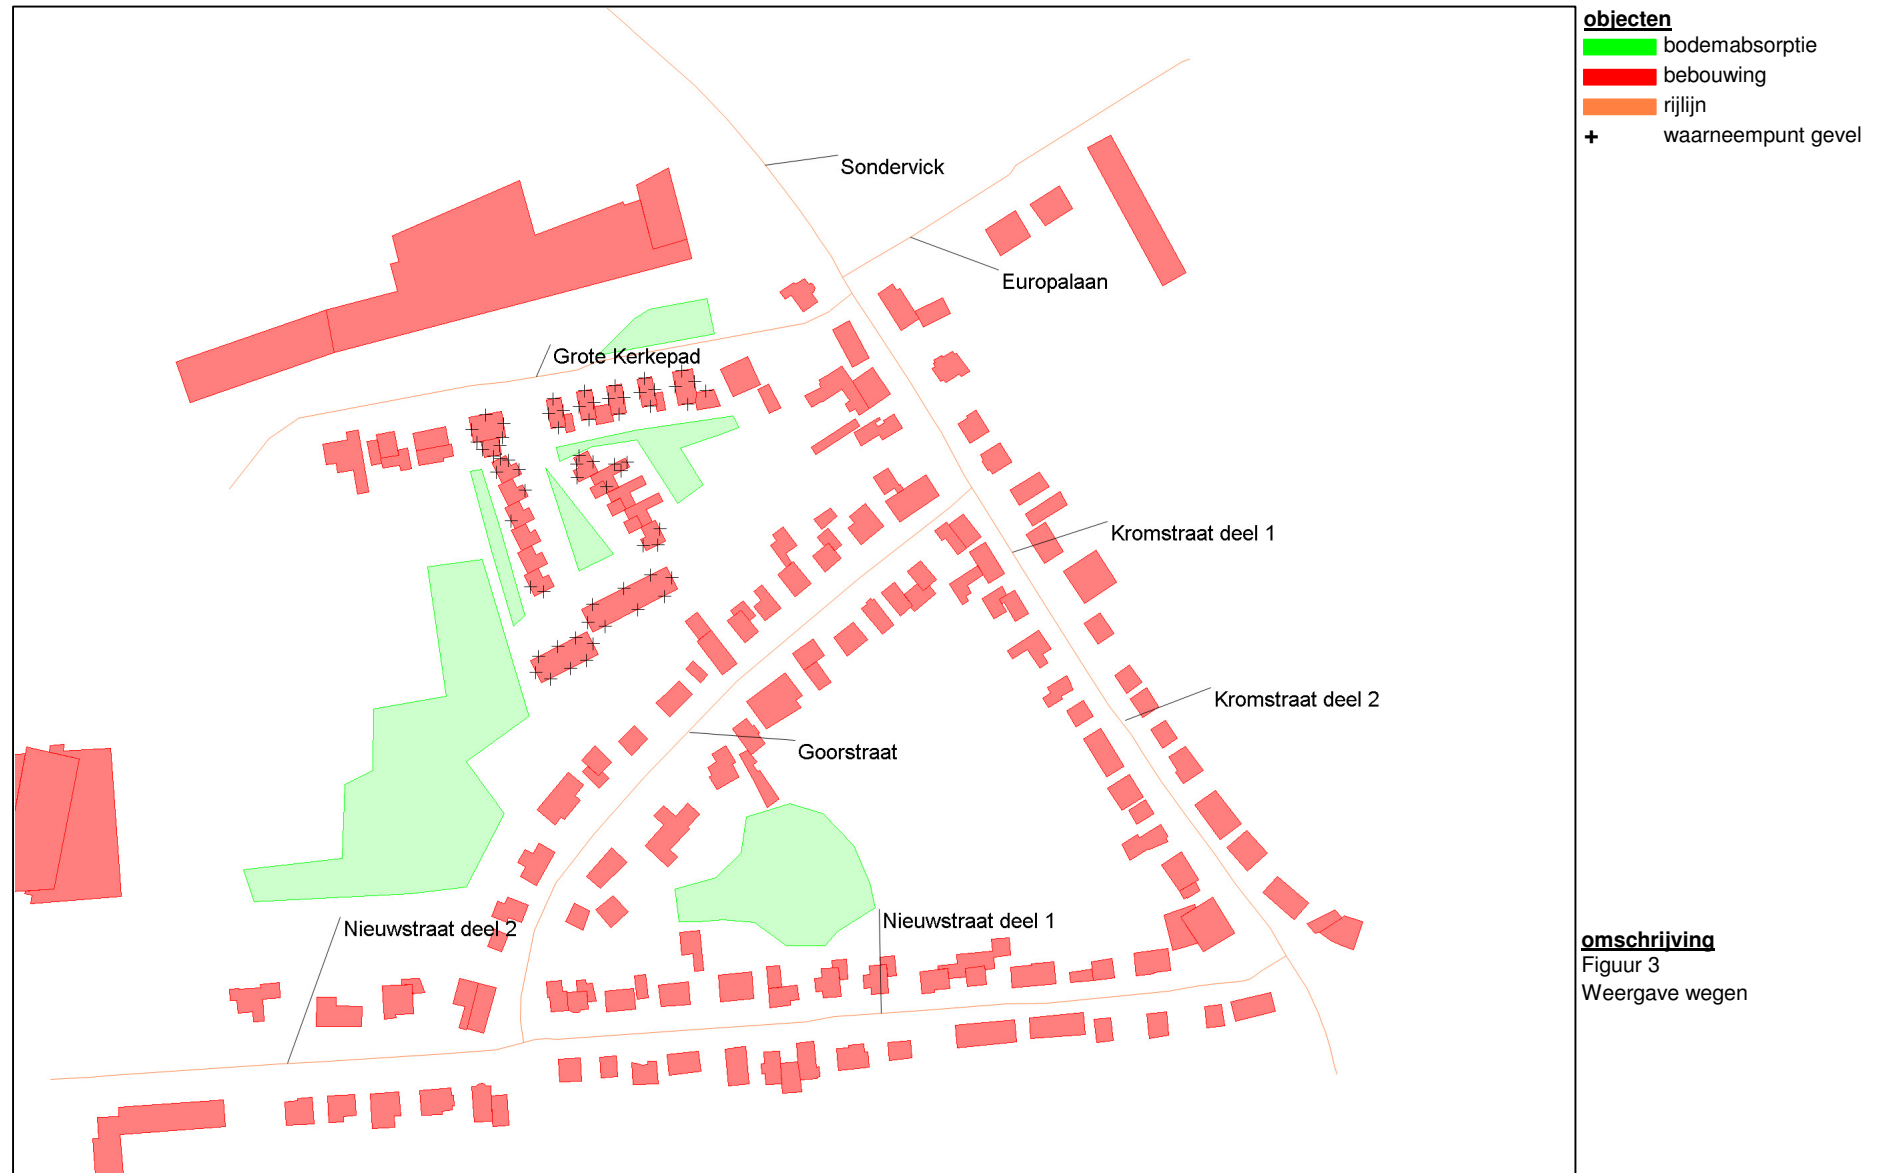 objecten
bodemabsorptie
bebouwing
rijlijn
+ waarneempunt gevel
Sondervick
Europalaan
Grote Kerkepad
Kromstraat deel 1
Kromstraat deel 2
Goorstraat
Nieuwstraat deel 1
Nieuwstraat deel 2
omschrijving
Figuur 3
Weergave wegen